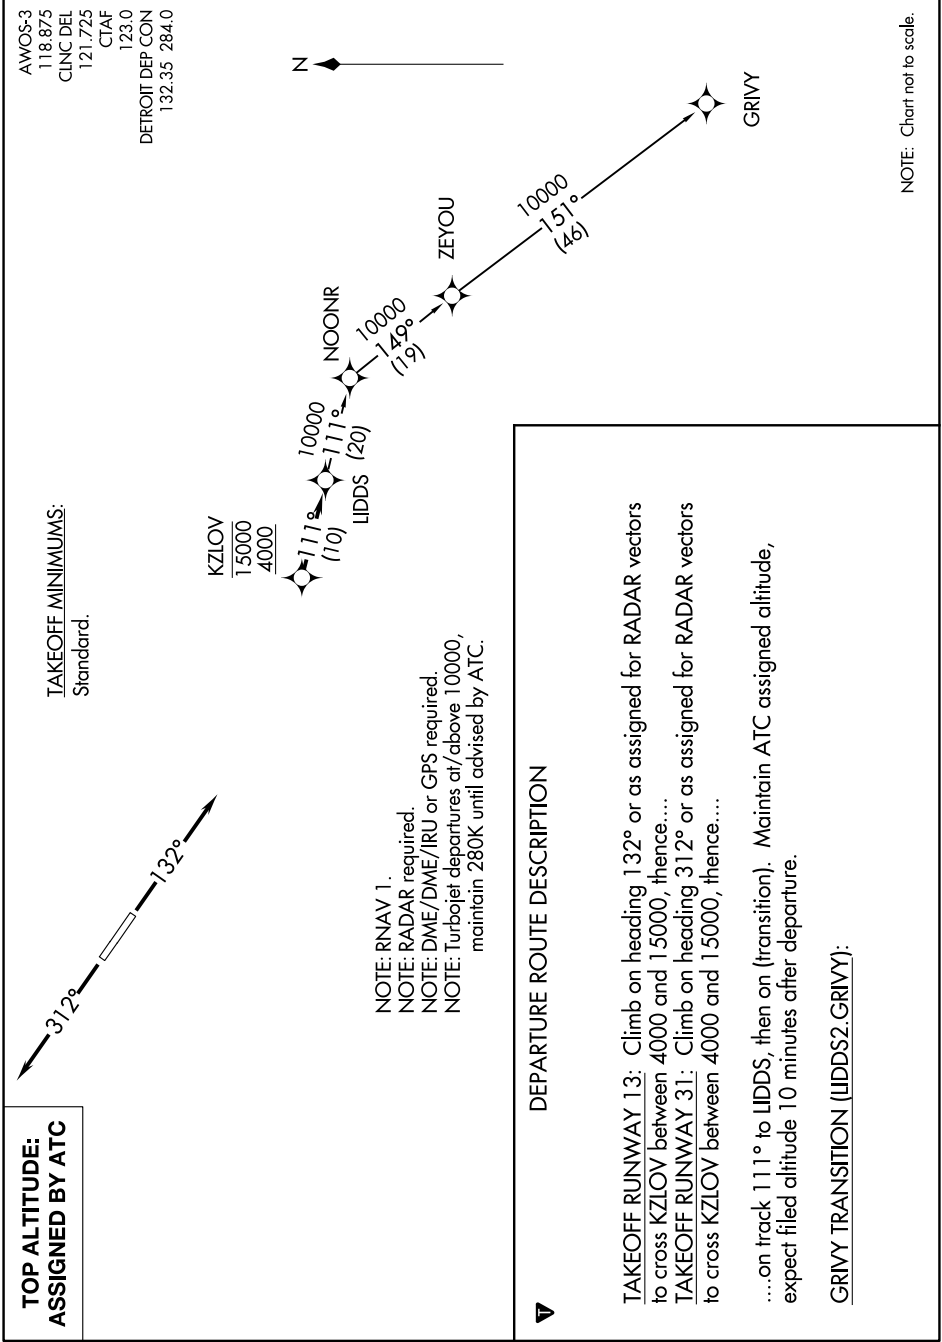 TOP ALTITUDE:
ASSIGNED BY ATC
AWOS-3
118.875
CLNC DEL
121.725
CTAF
123.0
DETROIT DEP CON
132.35 284.0
TAKEOFF MINIMUMS:
Standard.
312°
132°
N
KZLOV
15000
4000
111°
(10)
LIDDS
10000
111°
(20)
NOONR
10000
149°
(19)
ZEYOU
10000
151°
(46)
GRIVY
NOTE: RNAV 1.
NOTE: RADAR required.
NOTE: DME/DME/IRU or GPS required.
NOTE: Turbojet departures at/above 10000,
maintain 280K until advised by ATC.
NOTE: Chart not to scale.
T
DEPARTURE ROUTE DESCRIPTION
TAKEOFF RUNWAY 13: Climb on heading 132° or as assigned for RADAR vectors
to cross KZLOV between 4000 and 15000, thence....
TAKEOFF RUNWAY 31: Climb on heading 312° or as assigned for RADAR vectors
to cross KZLOV between 4000 and 15000, thence....
....on track 111° to LIDDS, then on (transition). Maintain ATC assigned altitude,
expect filed altitude 10 minutes after departure.
GRIVY TRANSITION (LIDDS2.GRIVY):